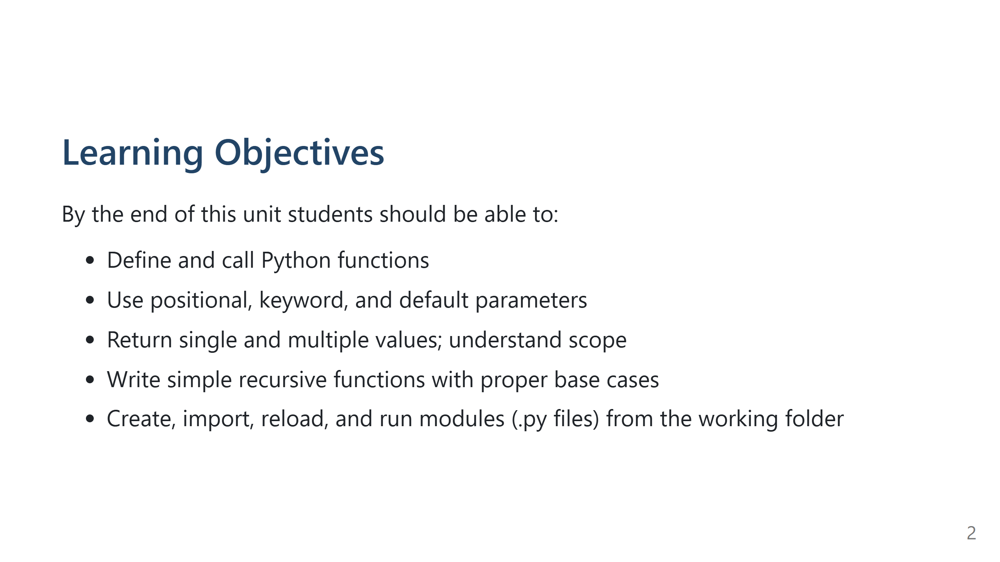 Learning Objectives
By the end of this unit students should be able to:
• Define and call Python functions
• Use positional, keyword, and default parameters
• Return single and multiple values; understand scope
• Write simple recursive functions with proper base cases
• Create, import, reload, and run modules (.py files) from the working folder
2